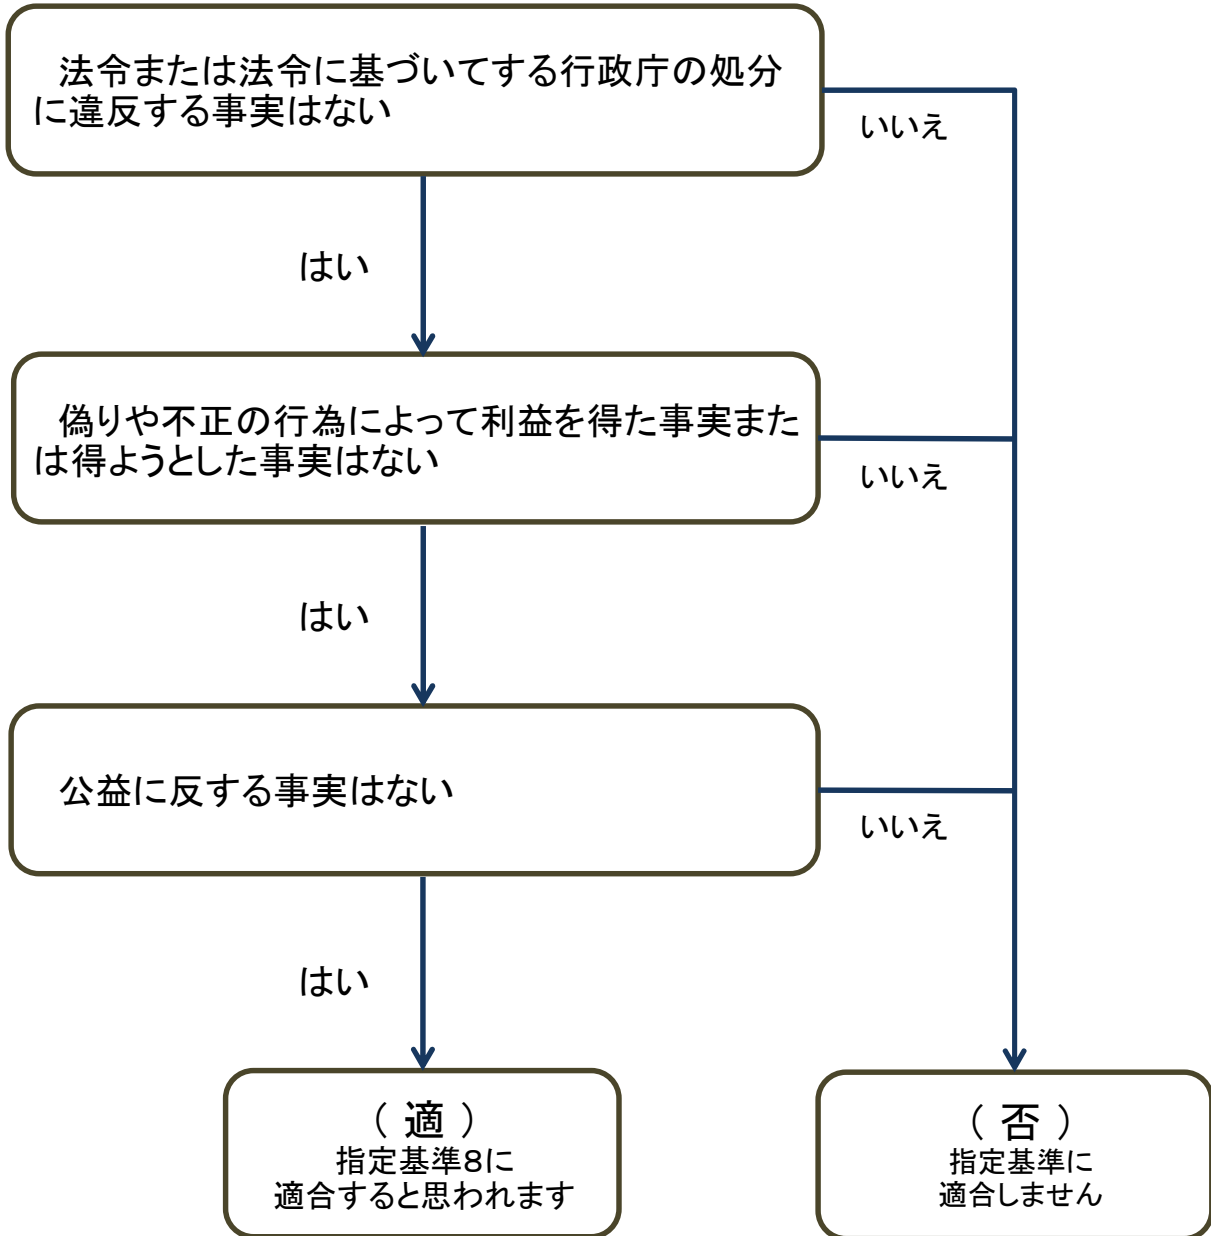 法令または法令に基づいてする行政庁の処分
に違反する事実はない
いいえ
はい
偽りや不正の行為によって利益を得た事実また
は得ようとした事実はない
いいえ
はい
公益に反する事実はない
いいえ
はい
（ 適 ）
指定基準８に
適合すると思われます
（ 否 ）
指定基準に
適合しません